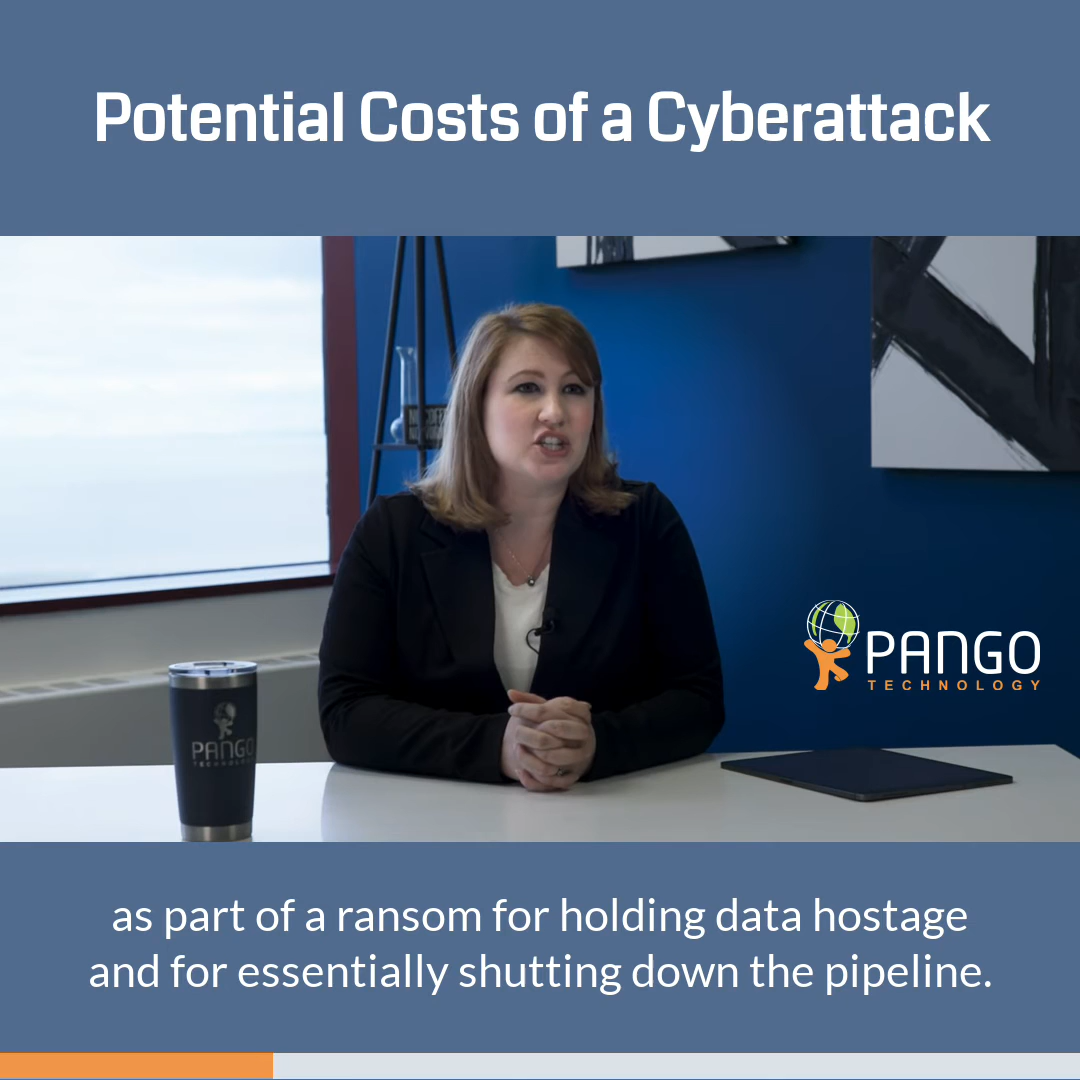 Potential Costs of a Cyberattack
PANGO
TECHNOLOGY
PANGO
TECHNOLOGY
as part of a ransom for holding data hostage
and for essentially shutting down the pipeline.